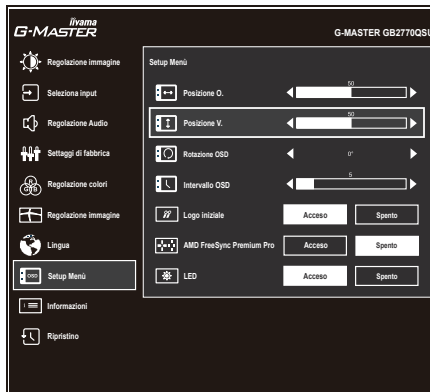 iiyama
G-MASTER
G-MASTER GB2770QSU
Regolazione immagine
Seleziona input
Regolazione Audio
Settaggi di fabbrica
R
G B
Regolazione colori
Regolazione immagine
Lingua
OSD
Setup Menù
i
Informazioni
Ripristino
Setup Menù
Posizione O.
50
Posizione V.
50
Rotazione OSD
0°
Intervallo OSD
5
Logo iniziale
Acceso
Spento
AMD FreeSync Premium Pro
Acceso
Spento
LED
Acceso
Spento